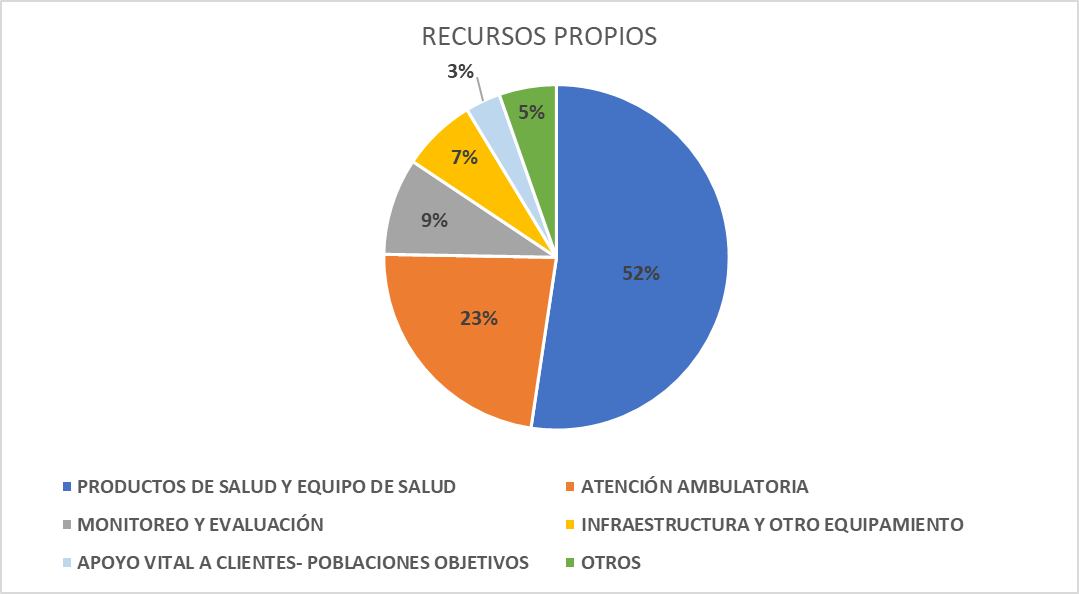 RECURSOS PROPIOS
3%
5%
7%
9%
52%
23%
PRODUCTOS DE SALUD Y EQUIPO DE SALUD
ATENCIÓN AMBULATORIA
MONITOREO Y EVALUACIÓN
INFRAESTRUCTURA Y OTRO EQUIPAMIENTO
APOYO VITAL A CLIENTES- POBLACIONES OBJETIVOS
OTROS